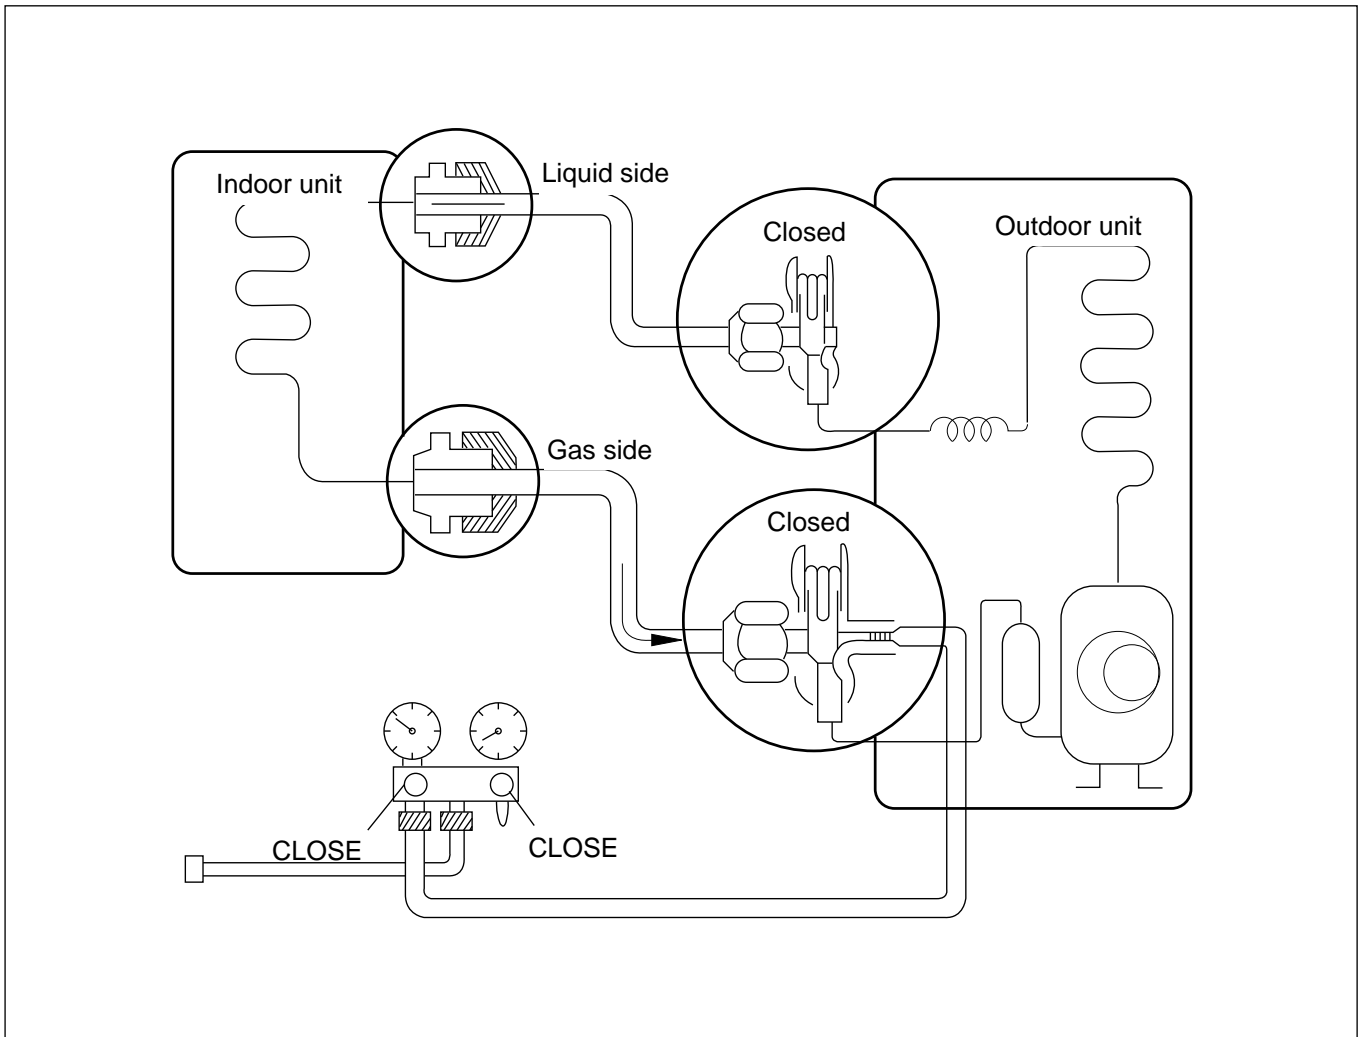 Indoor unit
Liquid side
Closed
Outdoor unit
Gas side
Closed
CLOSE
CLOSE